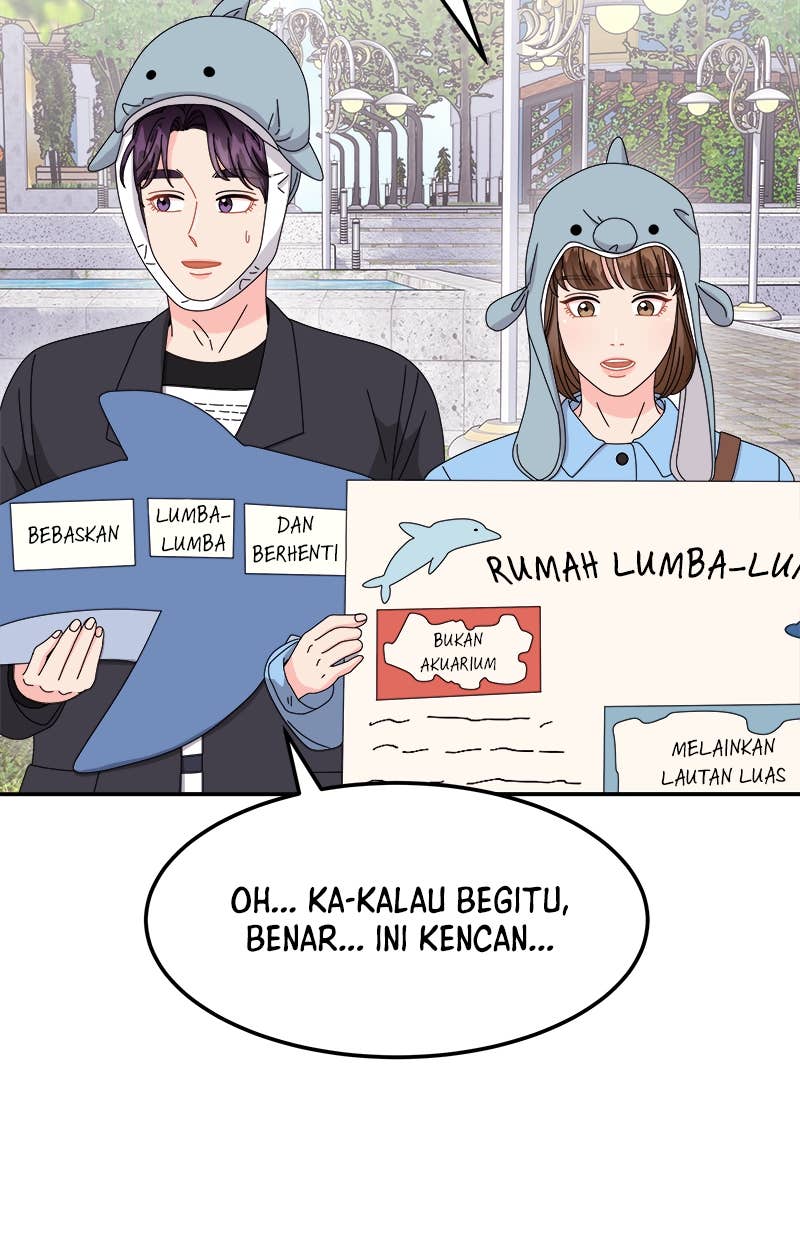 BEBASKAN
LUMBA-
LUMBA
DAN
BERHENTI
RUMAH LUMBA-LU
BUKAN
AKUARIUM
MELAINKAN
LAUTAN LUAS
OH... KA-KALAU BEGITU,
BENAR... INI KENCAN...